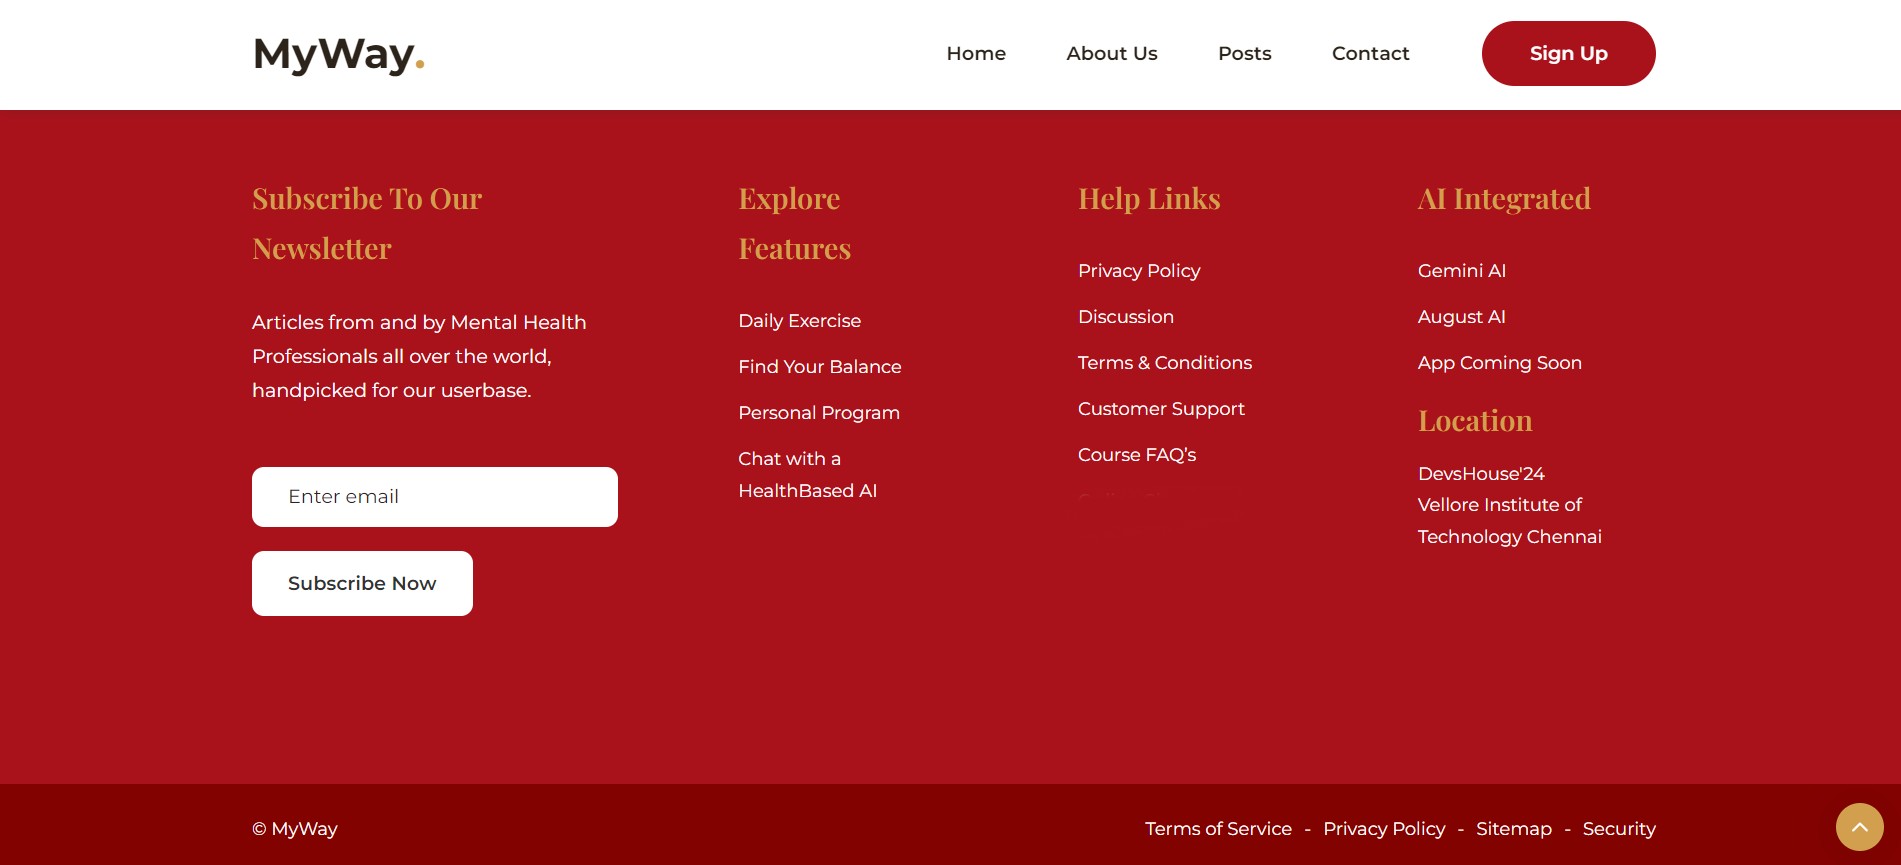 MyWay.
Home
About Us
Posts
Contact
Sign Up
Subscribe To Our
Newsletter
Articles from and by Mental Health
Professionals all over the world,
handpicked for our userbase.
Enter email
Subscribe Now
Explore
Features
Daily Exercise
Find Your Balance
Personal Program
Chat with a
HealthBased AI
Help Links
Privacy Policy
Discussion
Terms & Conditions
Customer Support
Course FAQ's
AI Integrated
Gemini AI
August AI
App Coming Soon
Location
DevsHouse'24
Vellore Institute of
Technology Chennai
© MyWay
Terms of Service - Privacy Policy - Sitemap - Security